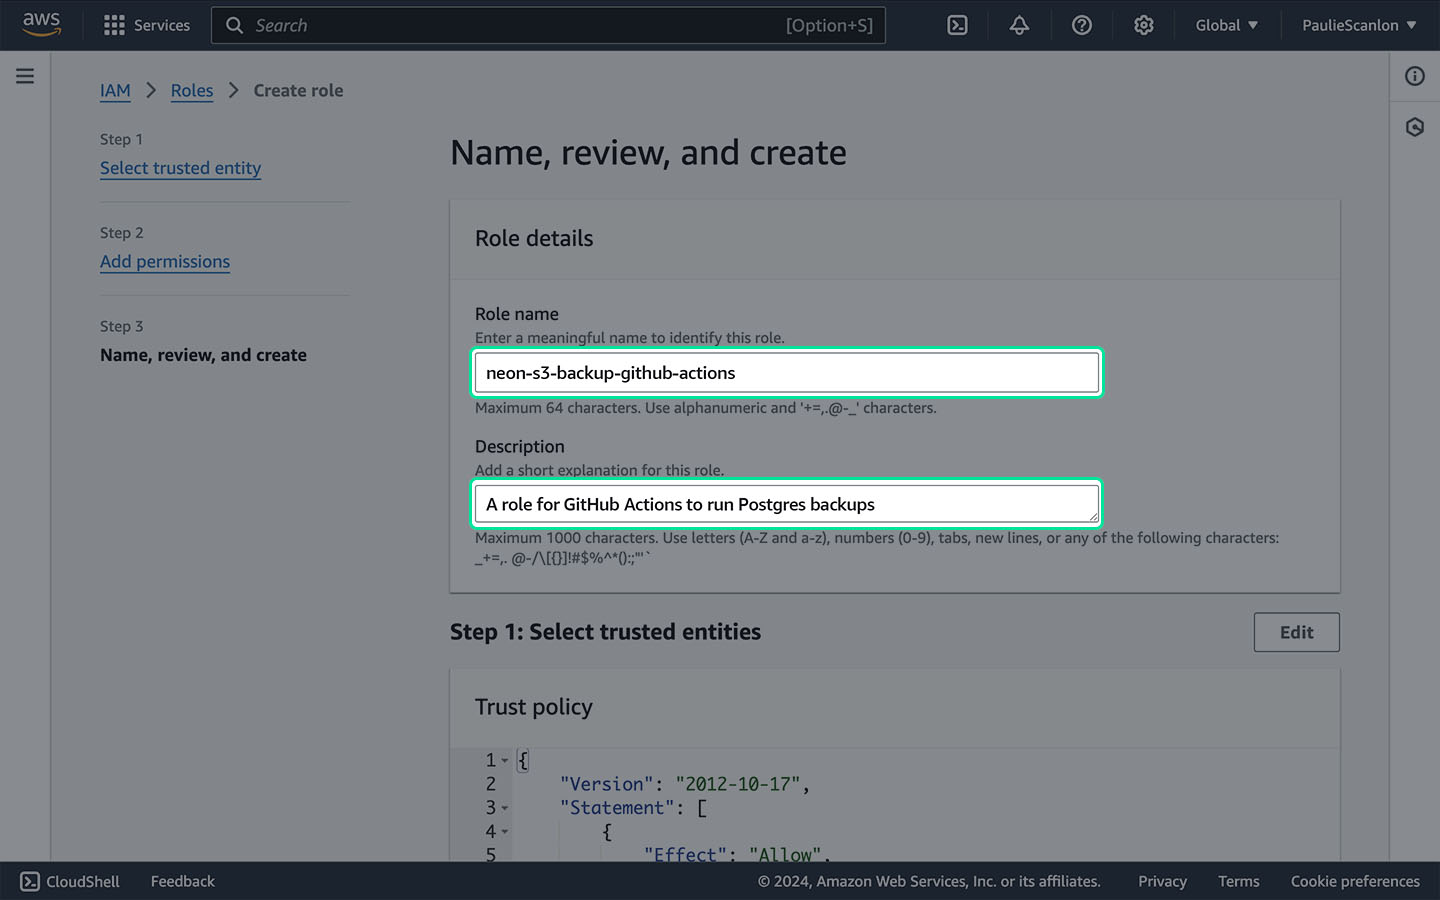 aws
Services
Search
[Option+S]
Global
PaulieScanlon
IAM
Roles
Create role
Step 1
Select trusted entity
Step 2
Add permissions
Step 3
Name, review, and create
Name, review, and create
Role details
Role name
Enter a meaningful name to identify this role.
neon-s3-backup-github-actions
Maximum 64 characters. Use alphanumeric and '+=,.@-_' characters.
Description
Add a short explanation for this role.
A role for GitHub Actions to run Postgres backups
Maximum 1000 characters. Use letters (A-Z and a-z), numbers (0-9), tabs, new lines, or any of the following characters:
_+=,. @-/\[{}]!#$%^*();:"'`
Step 1: Select trusted entities
Edit
Trust policy
1 {
2 "Version": "2012-10-17",
3 "Statement": [
4 {
5 "Effect": "Allow",
CloudShell
Feedback
© 2024, Amazon Web Services, Inc. or its affiliates.
Privacy
Terms
Cookie preferences